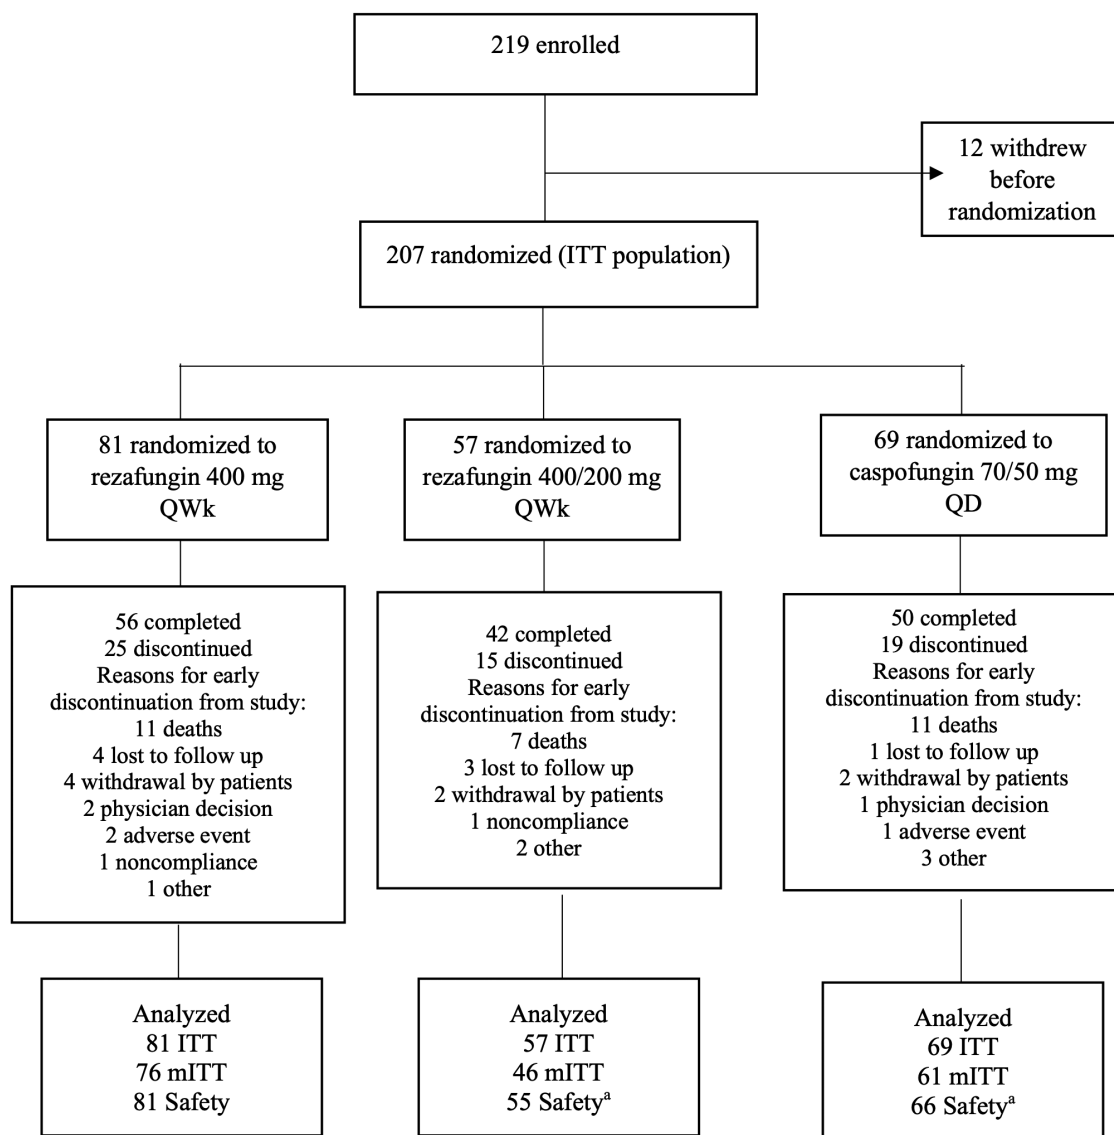 219 enrolled
12 withdrew
before
randomization
207 randomized (ITT population)
81 randomized to
rezafungin 400 mg
QWk
57 randomized to
rezafungin 400/200 mg
QWk
69 randomized to
caspofungin 70/50 mg
QD
56 completed
25 discontinued
Reasons for early
discontinuation from study:
11 deaths
4 lost to follow up
4 withdrawal by patients
2 physician decision
2 adverse event
1 noncompliance
1 other
42 completed
15 discontinued
Reasons for early
discontinuation from study:
7 deaths
3 lost to follow up
2 withdrawal by patients
1 noncompliance
2 other
50 completed
19 discontinued
Reasons for early
discontinuation from study:
11 deaths
1 lost to follow up
2 withdrawal by patients
1 physician decision
1 adverse event
3 other
Analyzed
81 ITT
76 mITT
81 Safety
Analyzed
57 ITT
46 mITT
55 Safetyᵃ
Analyzed
69 ITT
61 mITT
66 Safetyᵃ